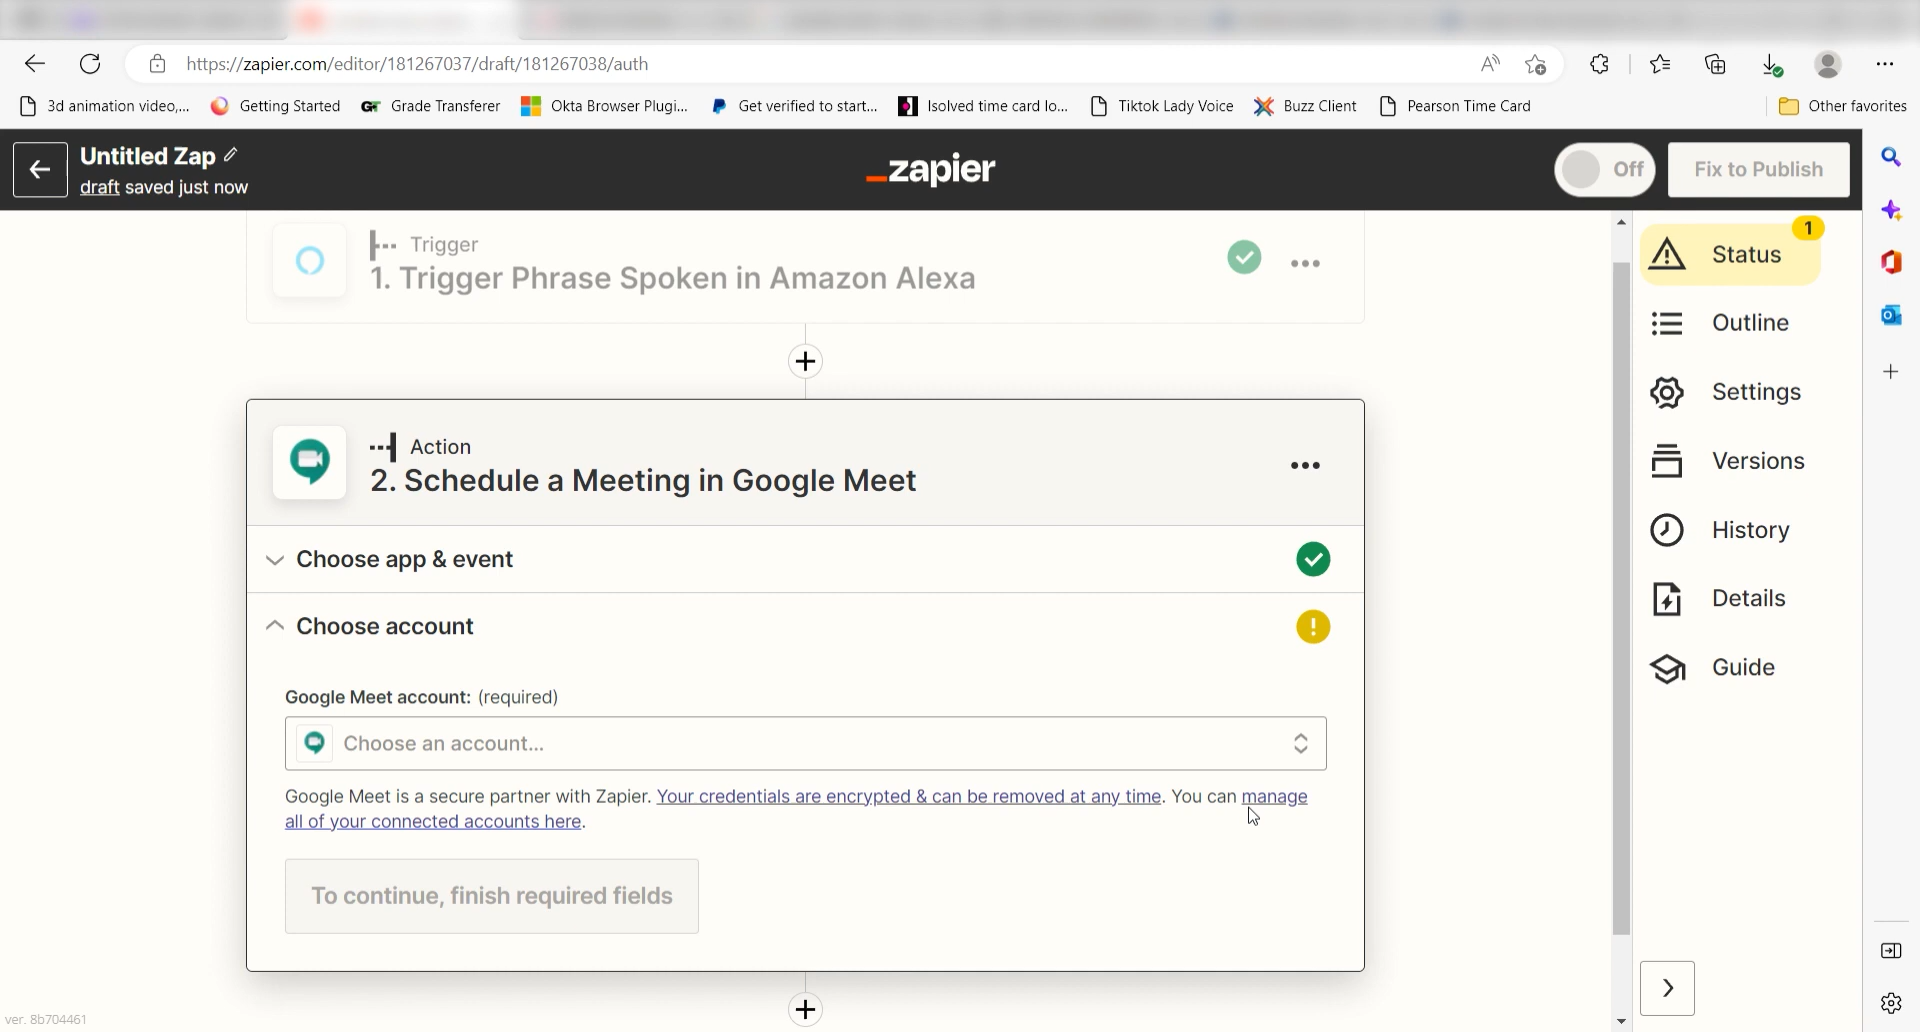 https://zapier.com/editor/181267037/draft/181267038/auth
3d animation video,... Getting Started Grade Transferer Okta Browser Plugi... Get verified to start... Isolved time card lo... Tiktok Lady Voice Buzz Client Pearson Time Card Other favorites
Untitled Zap
draft saved just now
zapier
Off
Fix to Publish
Trigger
1. Trigger Phrase Spoken in Amazon Alexa
1
Status
Outline
Settings
Versions
History
Details
Guide
Action
2. Schedule a Meeting in Google Meet
Choose app & event
Choose account
Google Meet account: (required)
Choose an account...
Google Meet is a secure partner with Zapier. Your credentials are encrypted & can be removed at any time. You can manage
all of your connected accounts here.
To continue, finish required fields
ver. 8b704461